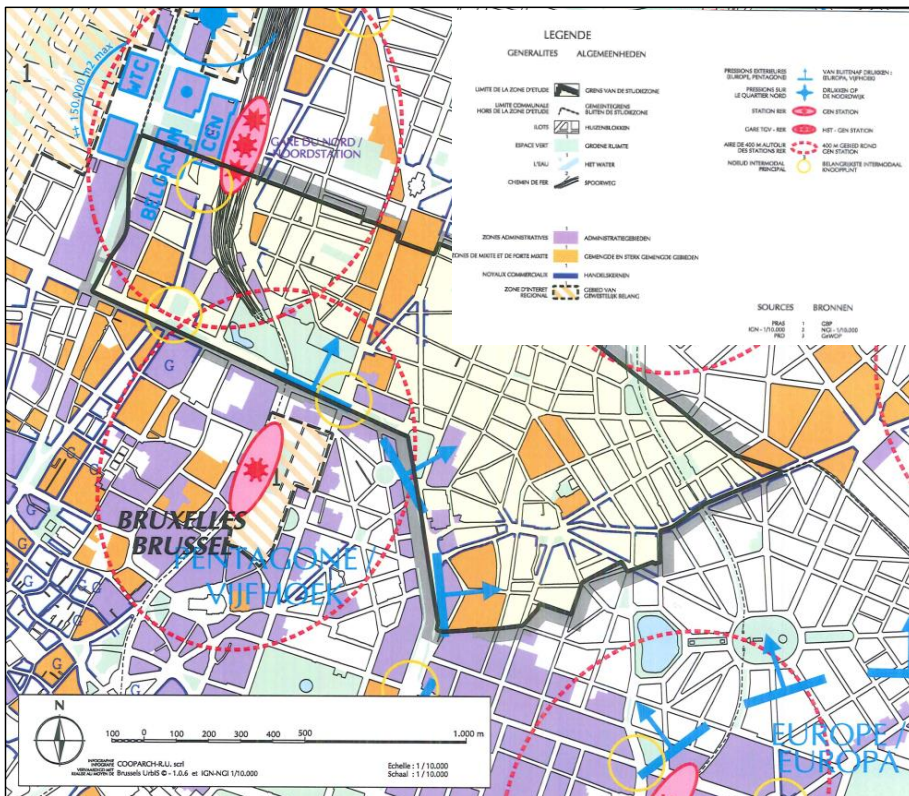 LEGENDE
GENERALITES ALGEMEENHEDEN
LIMITE DE LA ZONE D'ETUDE GRENS VAN DE STUDIEZONE
LIMITE COMMUNALE HORS DE LA ZONE D'ETUDE GEMEENTEGRENS BUITEN DE STUDIEZONE
ILOTS HUIZENBLOKKEN
ESPACE VERT GROENE RUIMTE
L'EAU HET WATER
CHEMIN DE FER SPOORWEG
PRESSIONS EXTERIEURES (EUROPE, PENTAGONE) VAN BUITENAF DRUKKEN : (EUROPA, VIJFHOEK)
PRESSIONS SUR LE QUARTIER NORD DRUKKEN OP DE NOORDWIJK
STATION RER GEN STATION
GARE TGV - RER HST - GEN STATION
AIRE DE 400 M AUTOUR DES STATIONS RER 400 M GEBIED ROND GEN STATION
NOEUD INTERMODAL PRINCIPAL BELANGRIJKSTE INTERMODAAL KNOOPPUNT
ZONES ADMINISTRATIVES ADMINISTRATIEGEBIEDEN
ZONES DE MIXITE ET DE FORTE MIXITE GEMENGDE EN STERK GEMENGDE GEBIEDEN
NOYAUX COMMERCIAUX HANDELSKERNEN
ZONE D'INTERET REGIONAL GEBIED VAN GEWESTELIJK BELANG
SOURCES BRONNEN
PRAS 1 GBP
IGN - 1/10.000 2 NGI - 1/10.000
PRD 3 GEWOP
1
++ 150.000 m2 max
WTC
CCN
BELGACOM
GARE DU NORD /
NOORDSTATION
G
1
BRUXELLES
BRUSSEL
PENTAGONE /
VIJFHOEK
G
G
G
G
G
G
EUROPE /
EUROPA
N
100 0 100 200 300 400 500 1.000 m
COOPARCH-R.U. scrl
Brussels UrbIS © - 1.0.6 et IGN-NGI 1/10.000
Echelle : 1 / 10.000
Schaal : 1 / 10.000